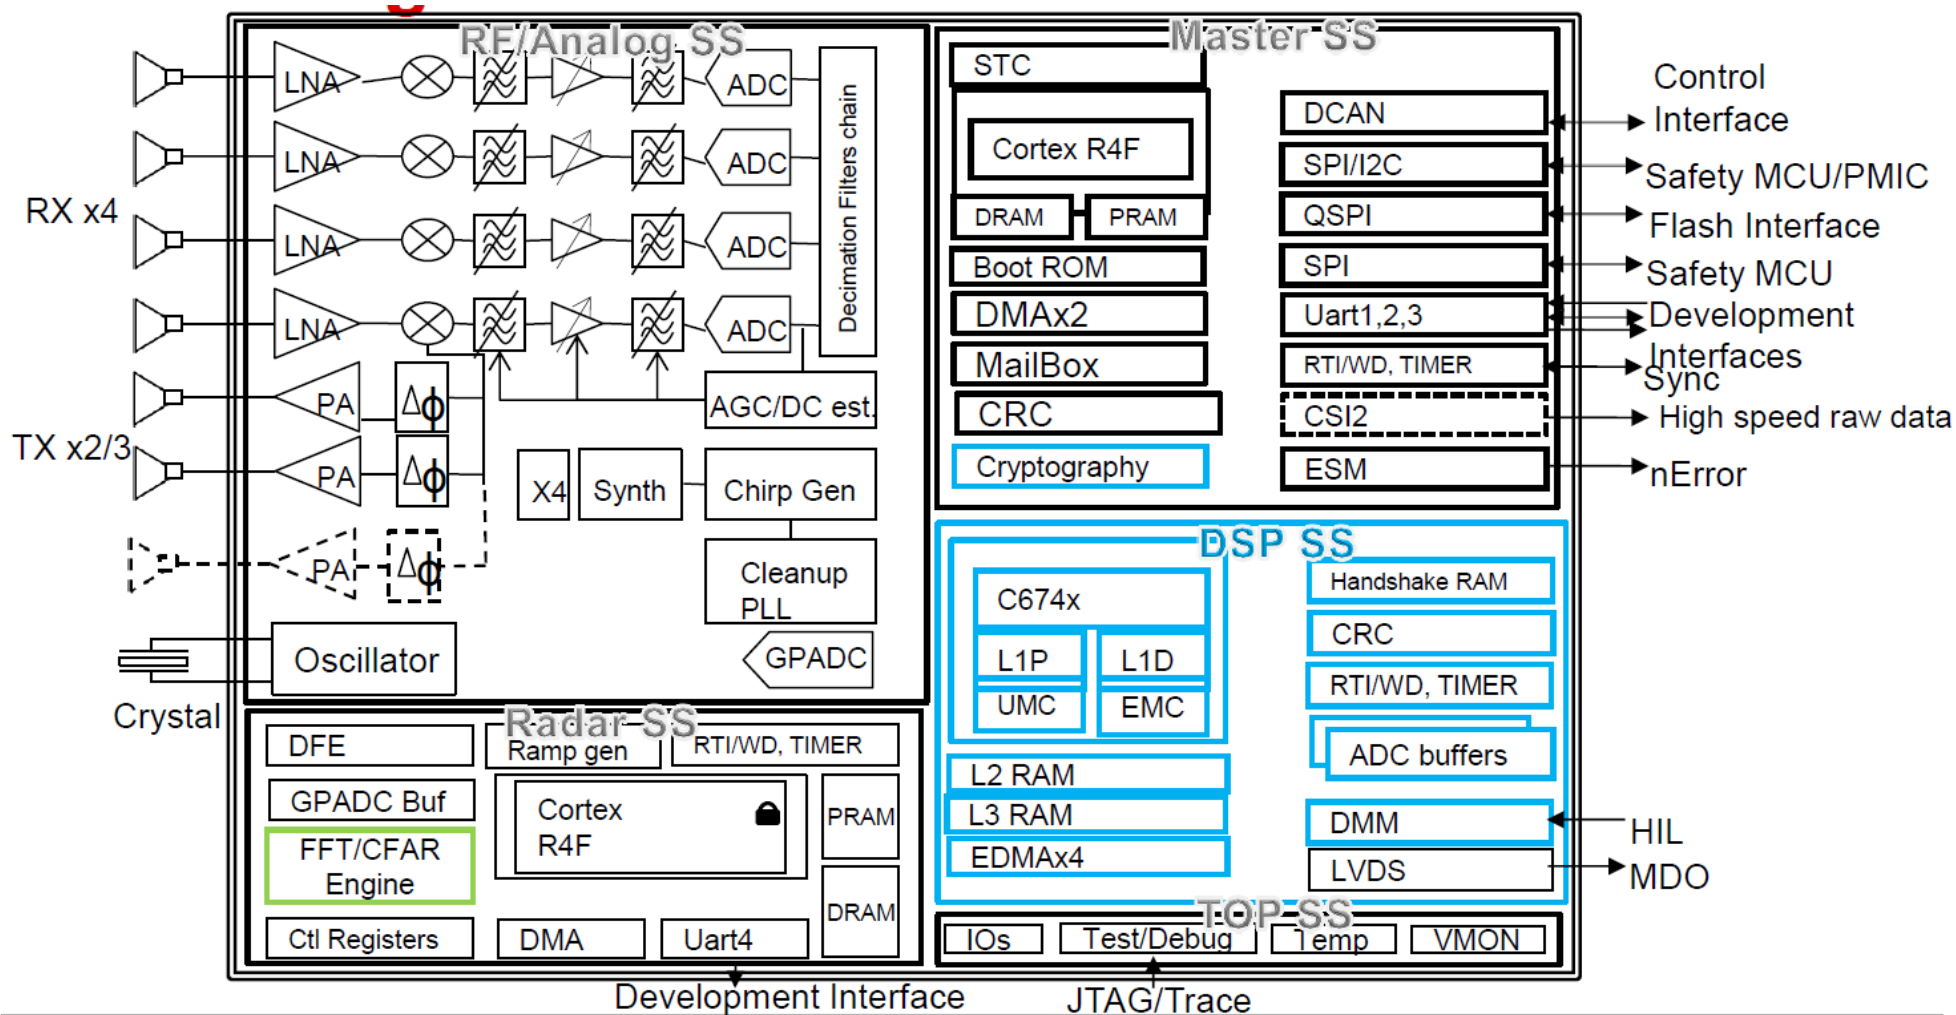 RF/Analog SS
LNA
ADC
LNA
ADC
LNA
ADC
LNA
ADC
Decimation Filters chain
RX x4
PA
Δϕ
AGC/DC est.
TX x2/3
PA
Δϕ
X4
Synth
Chirp Gen
PA
Δϕ
Cleanup
PLL
Oscillator
GPADC
Crystal
Radar SS
DFE
Ramp gen
RTI/WD, TIMER
GPADC Buf
Cortex
R4F
PRAM
FFT/CFAR
Engine
DRAM
Ctl Registers
DMA
Uart4
Development Interface
Master SS
STC
Cortex R4F
DRAM
PRAM
Boot ROM
DMAx2
MailBox
CRC
Cryptography
DCAN
SPI/I2C
QSPI
SPI
Uart1,2,3
RTI/WD, TIMER
CSI2
ESM
Control
Interface
Safety MCU/PMIC
Flash Interface
Safety MCU
Development
Interfaces
Sync
High speed raw data
nError
DSP SS
C674x
L1P
L1D
UMC
EMC
L2 RAM
L3 RAM
EDMAx4
Handshake RAM
CRC
RTI/WD, TIMER
ADC buffers
DMM
LVDS
HIL
MDO
TOP SS
IOs
Test/Debug
Temp
VMON
JTAG/Trace